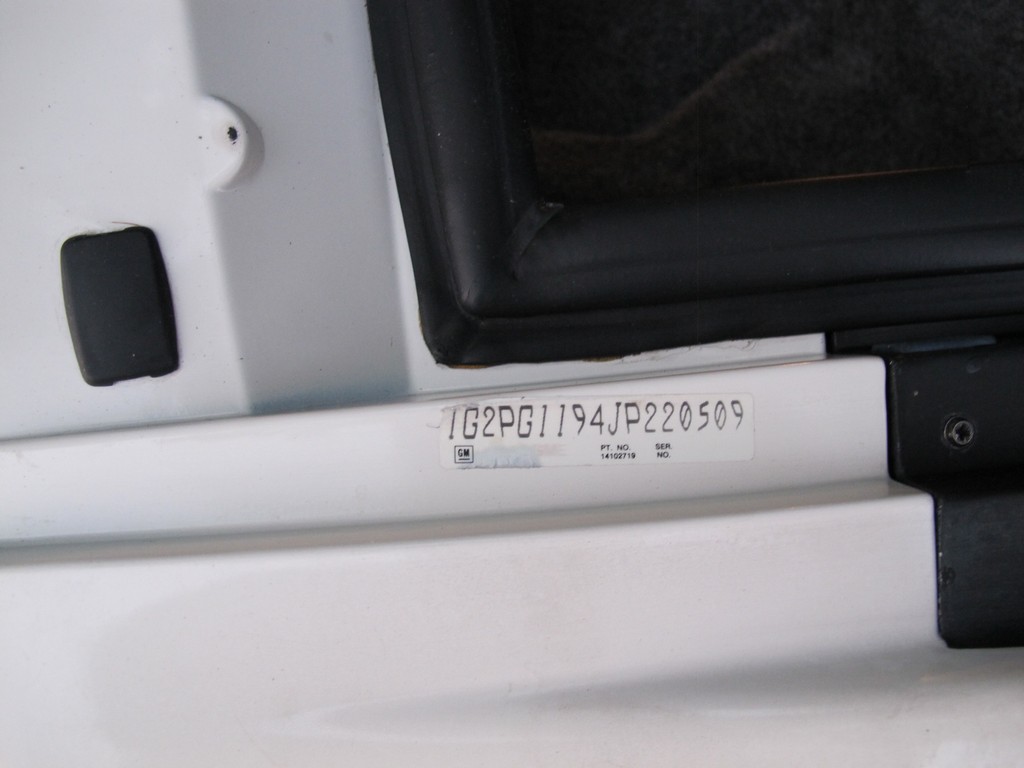 1G2PG1194JP220509
GM PT. NO. SER.
14102719 NO.